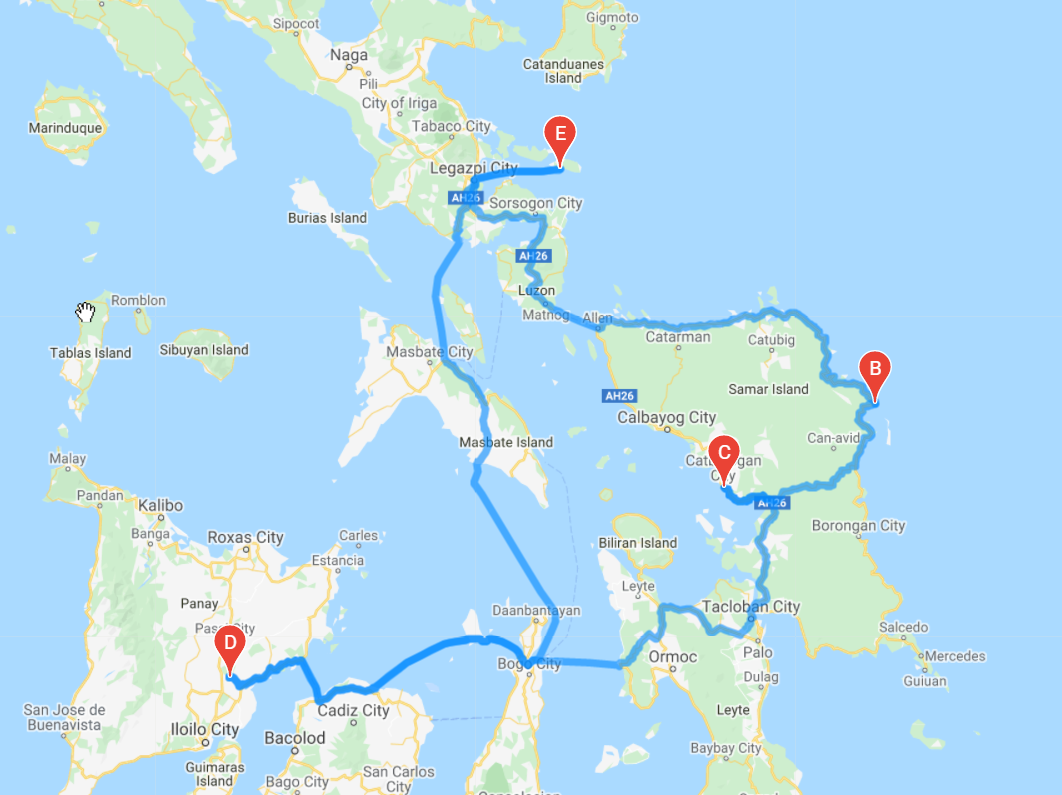 Sipocot
Gigmoto
Naga
Pili
Catanduanes
Island
City of Iriga
Marinduque
Tabaco City
E
Legazpi City
AH26
Sorsogon City
Burias Island
AH26
Luzon
Romblon
Matnog
Allen
Catarman
Catubig
Tablas Island
Sibuyan Island
Masbate City
B
Samar Island
AH26
Calbayog City
Can-avid
Masbate Island
C
City
Malay
Pandan
Kalibo
AH26
Borongan City
Banga
Roxas City
Carles
Biliran Island
Estancia
Leyte
Panay
Daanbantayan
Tacloban City
D
Salcedo
Palo
Mercedes
Ormoc
Bogo City
Dulag
Guiuan
San Jose de
Buenavista
Iloilo City
Cadiz City
Leyte
Bacolod
Baybay City
Guimaras
Island
Bago City
San Carlos
City